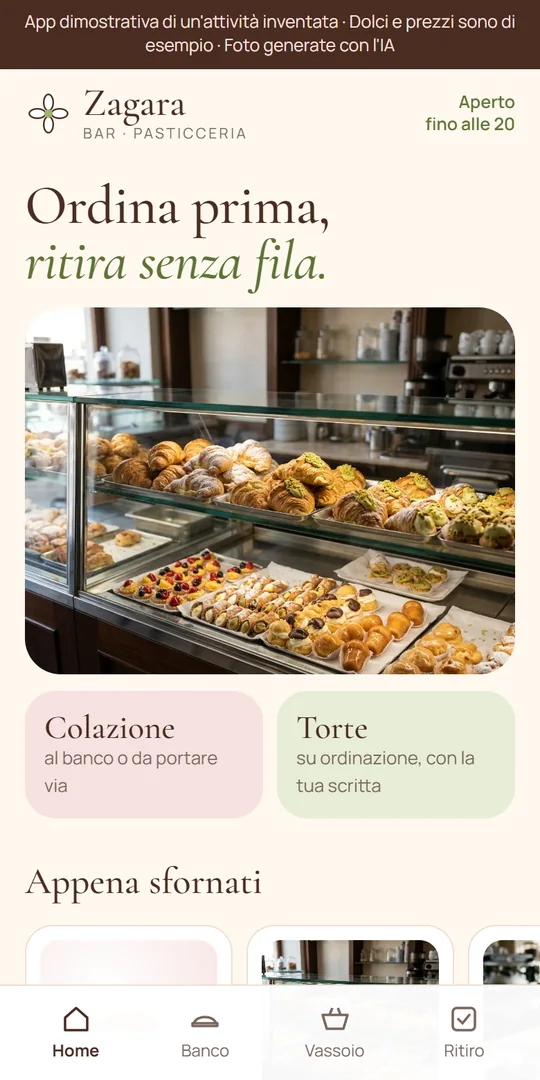 App dimostrativa di un'attività inventata · Dolci e prezzi sono di
esempio · Foto generate con l'IA
Zagara
BAR · PASTICCERIA
Aperto
fino alle 20
Ordina prima,
ritira senza fila.
Colazione
al banco o da portare
via
Torte
su ordinazione, con la
tua scritta
Appena sfornati
Home
Banco
Vassoio
Ritiro